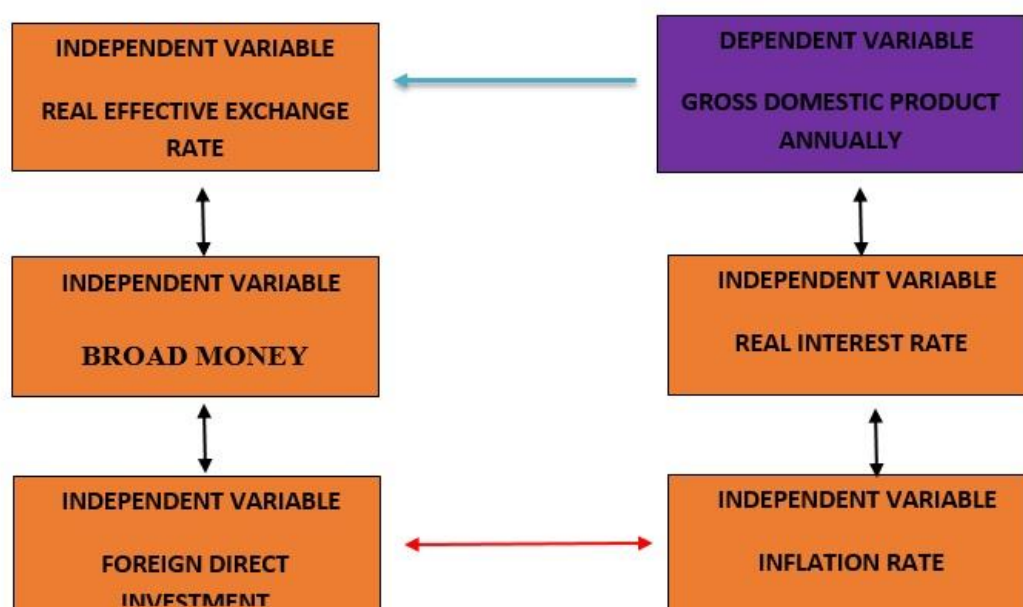 INDEPENDENT VARIABLE
REAL EFFECTIVE EXCHANGE
RATE
DEPENDENT VARIABLE
GROSS DOMESTIC PRODUCT
ANNUALLY
INDEPENDENT VARIABLE
BROAD MONEY
INDEPENDENT VARIABLE
REAL INTEREST RATE
INDEPENDENT VARIABLE
FOREIGN DIRECT
INVESTMENT
INDEPENDENT VARIABLE
INFLATION RATE